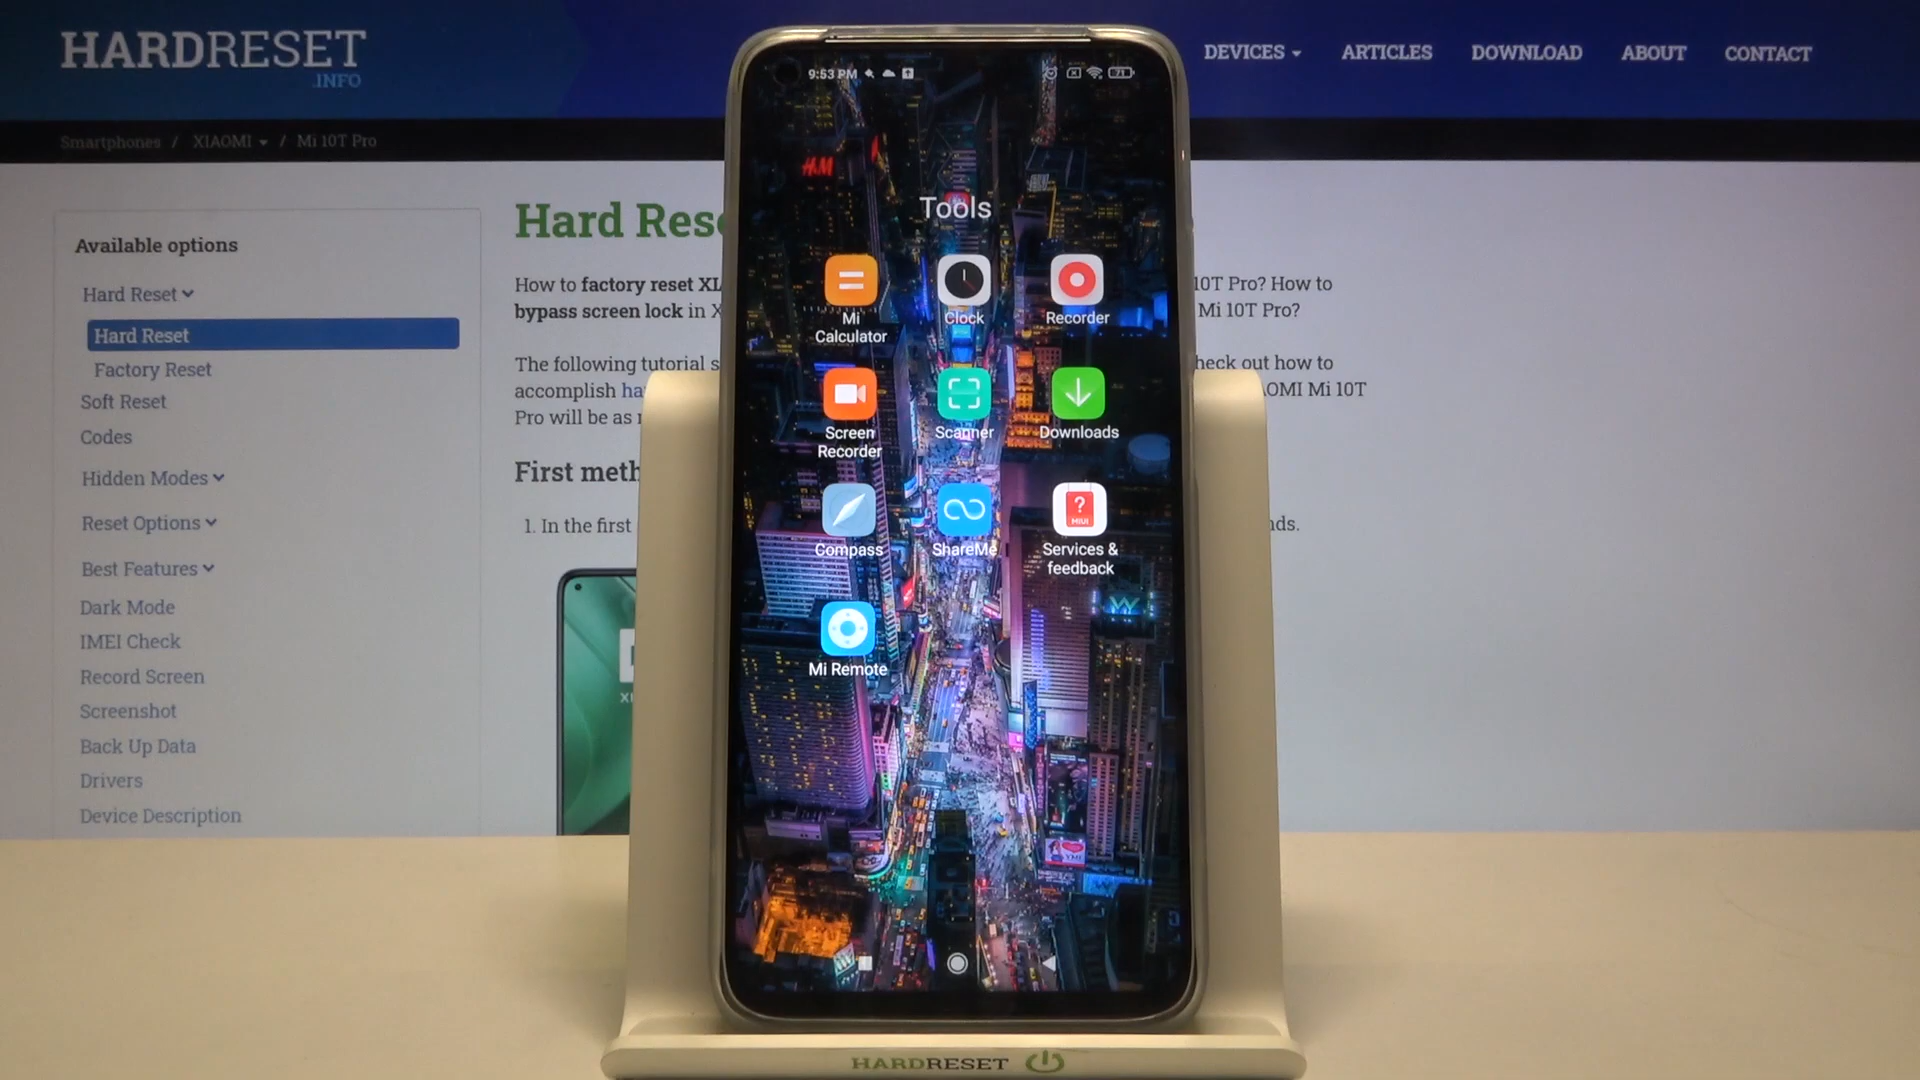 HARDRESET
.INFO
DEVICES ARTICLES DOWNLOAD ABOUT CONTACT
Smartphones / XIAOMI / Mi 10T Pro
Available options
Hard Reset
Hard Reset
Factory Reset
Soft Reset
Codes
Hidden Modes
Reset Options
Best Features
Dark Mode
IMEI Check
Record Screen
Screenshot
Back Up Data
Drivers
Device Description
Hard Rese
How to factory reset XI 10T Pro? How to
bypass screen lock in X Mi 10T Pro?
The following tutorial s heck out how to
accomplish ha AOMI Mi 10T
Pro will be as
First meth
1. In the first nds.
9:53 PM 71
H&M
Tools
Mi
Calculator
Clock
Recorder
Screen
Recorder
Scanner
Downloads
Compass
ShareMe
?
MIUI
Services &
feedback
Mi Remote
W
HARDRESET